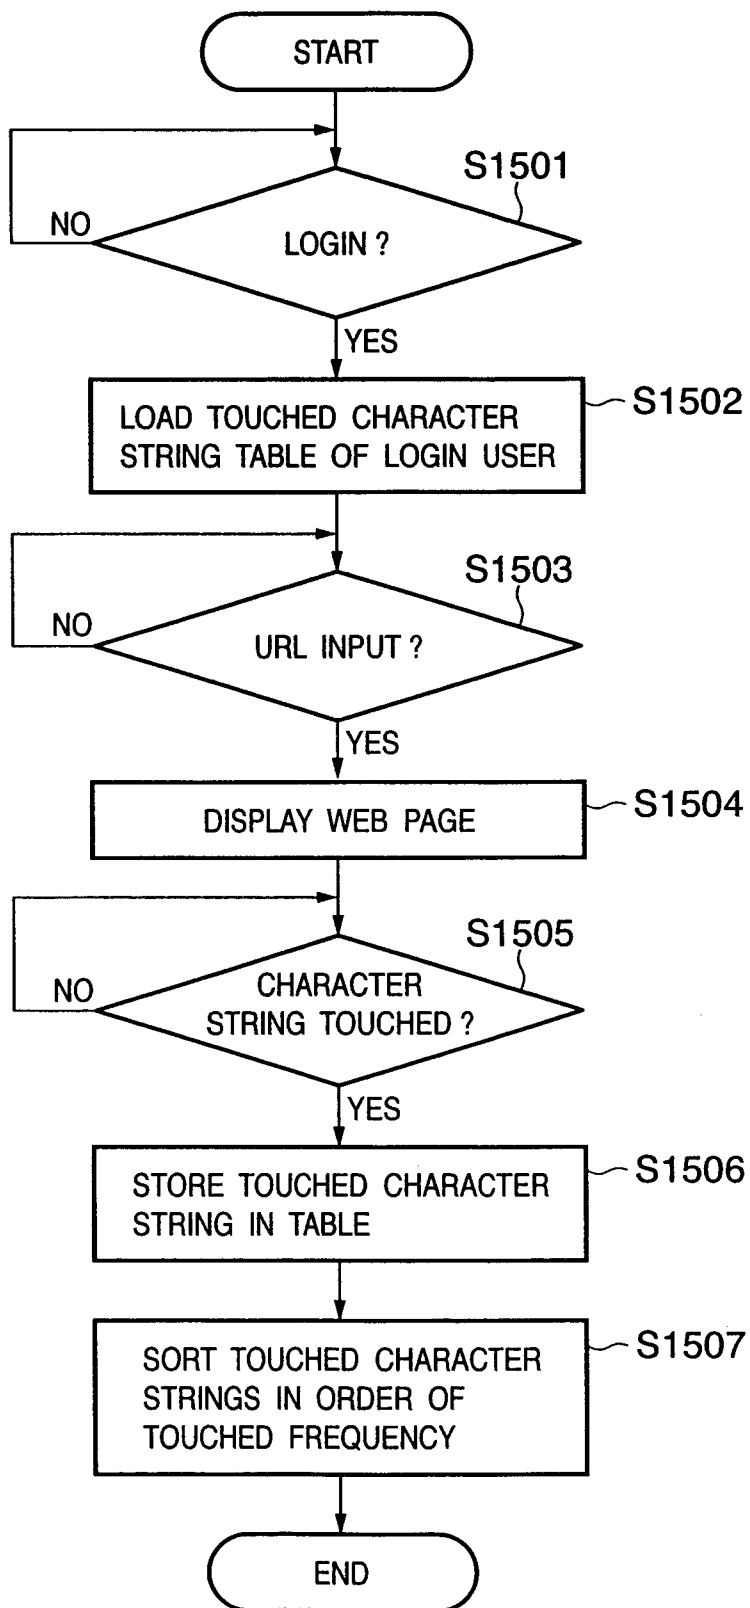 START
S1501
NO
LOGIN ?
YES
S1502
LOAD TOUCHED CHARACTER
STRING TABLE OF LOGIN USER
S1503
NO
URL INPUT ?
YES
S1504
DISPLAY WEB PAGE
S1505
NO
CHARACTER
STRING TOUCHED ?
YES
S1506
STORE TOUCHED CHARACTER
STRING IN TABLE
S1507
SORT TOUCHED CHARACTER
STRINGS IN ORDER OF
TOUCHED FREQUENCY
END